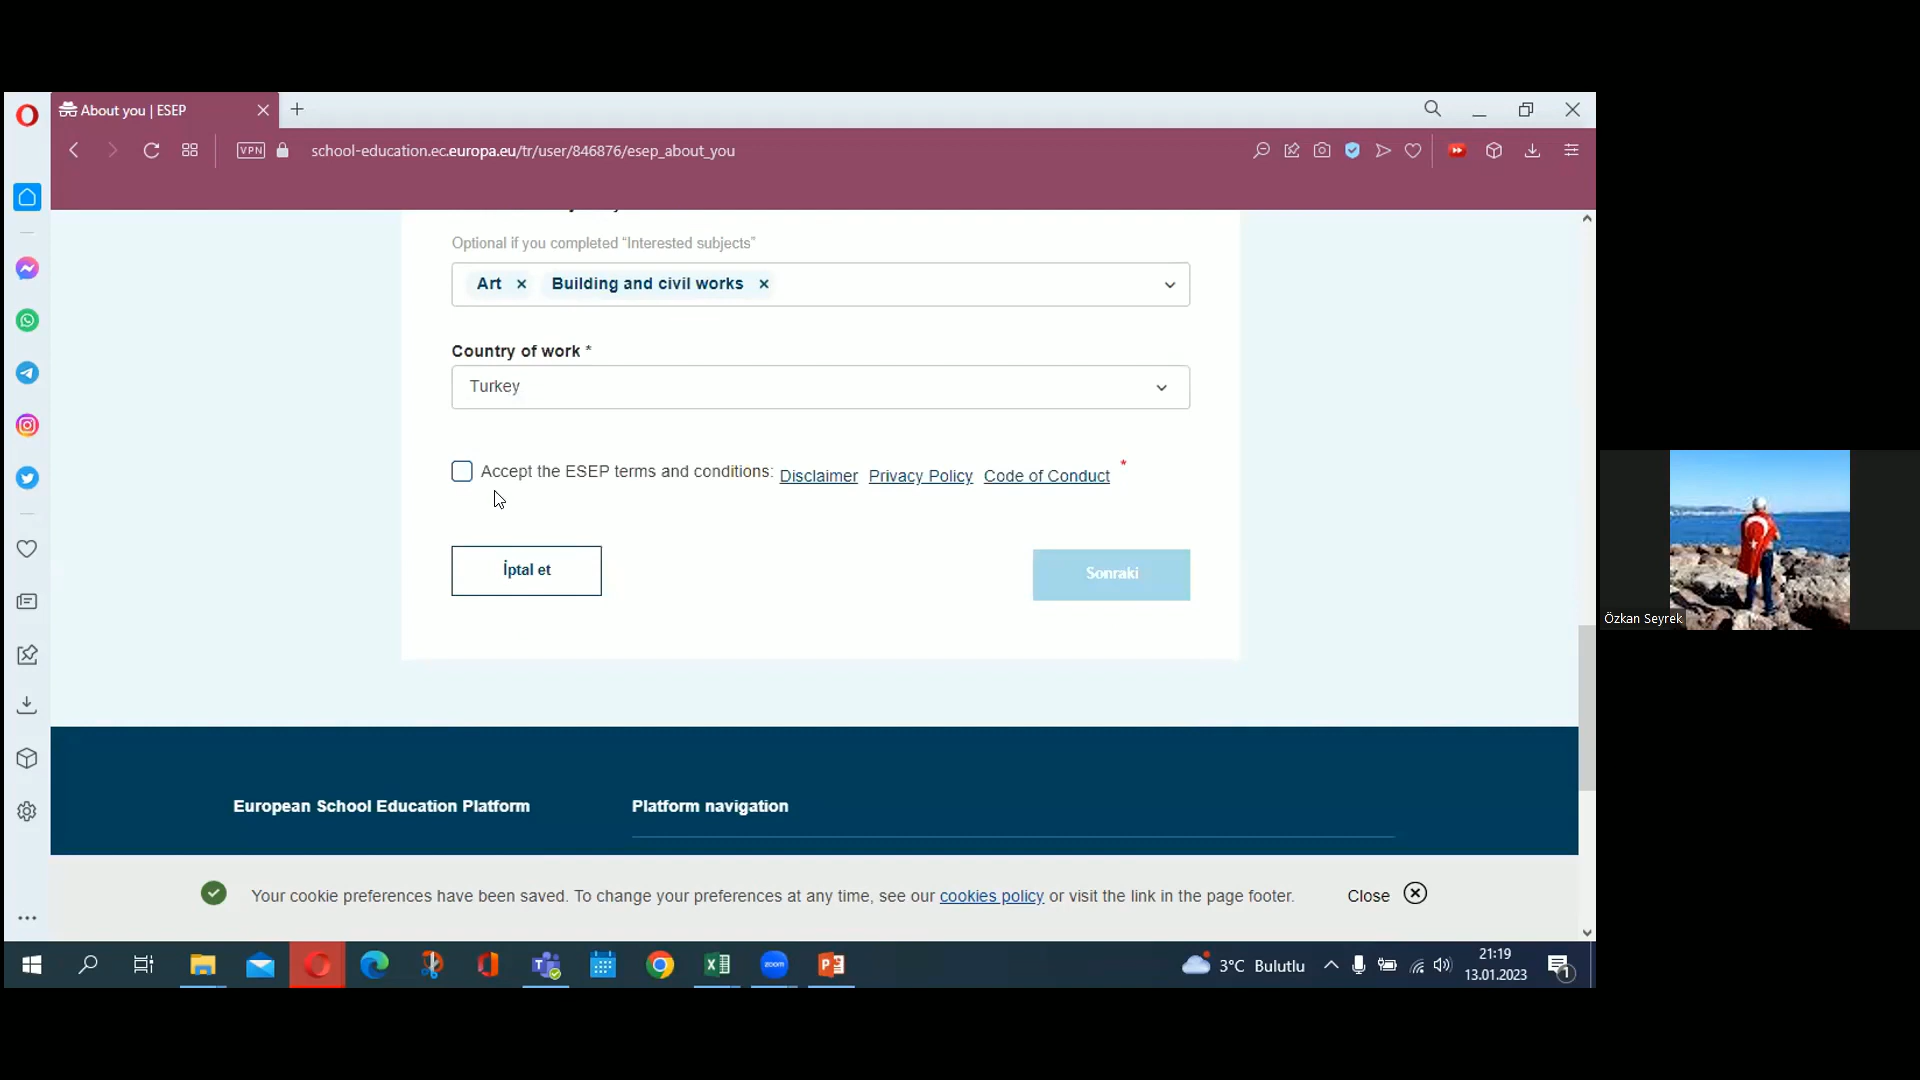 About you | ESEP
VPN
school-education.ec.europa.eu/tr/user/846876/esep_about_you
Optional if you completed “Interested subjects”
Art × Building and civil works ×
Country of work *
Turkey
Accept the ESEP terms and conditions: Disclaimer Privacy Policy Code of Conduct *
İptal et
Sonraki
Özkan Seyrek
European School Education Platform
Platform navigation
Your cookie preferences have been saved. To change your preferences at any time, see our cookies policy or visit the link in the page footer.
Close
zoom
3°C Bulutlu
21:19
13.01.2023
1